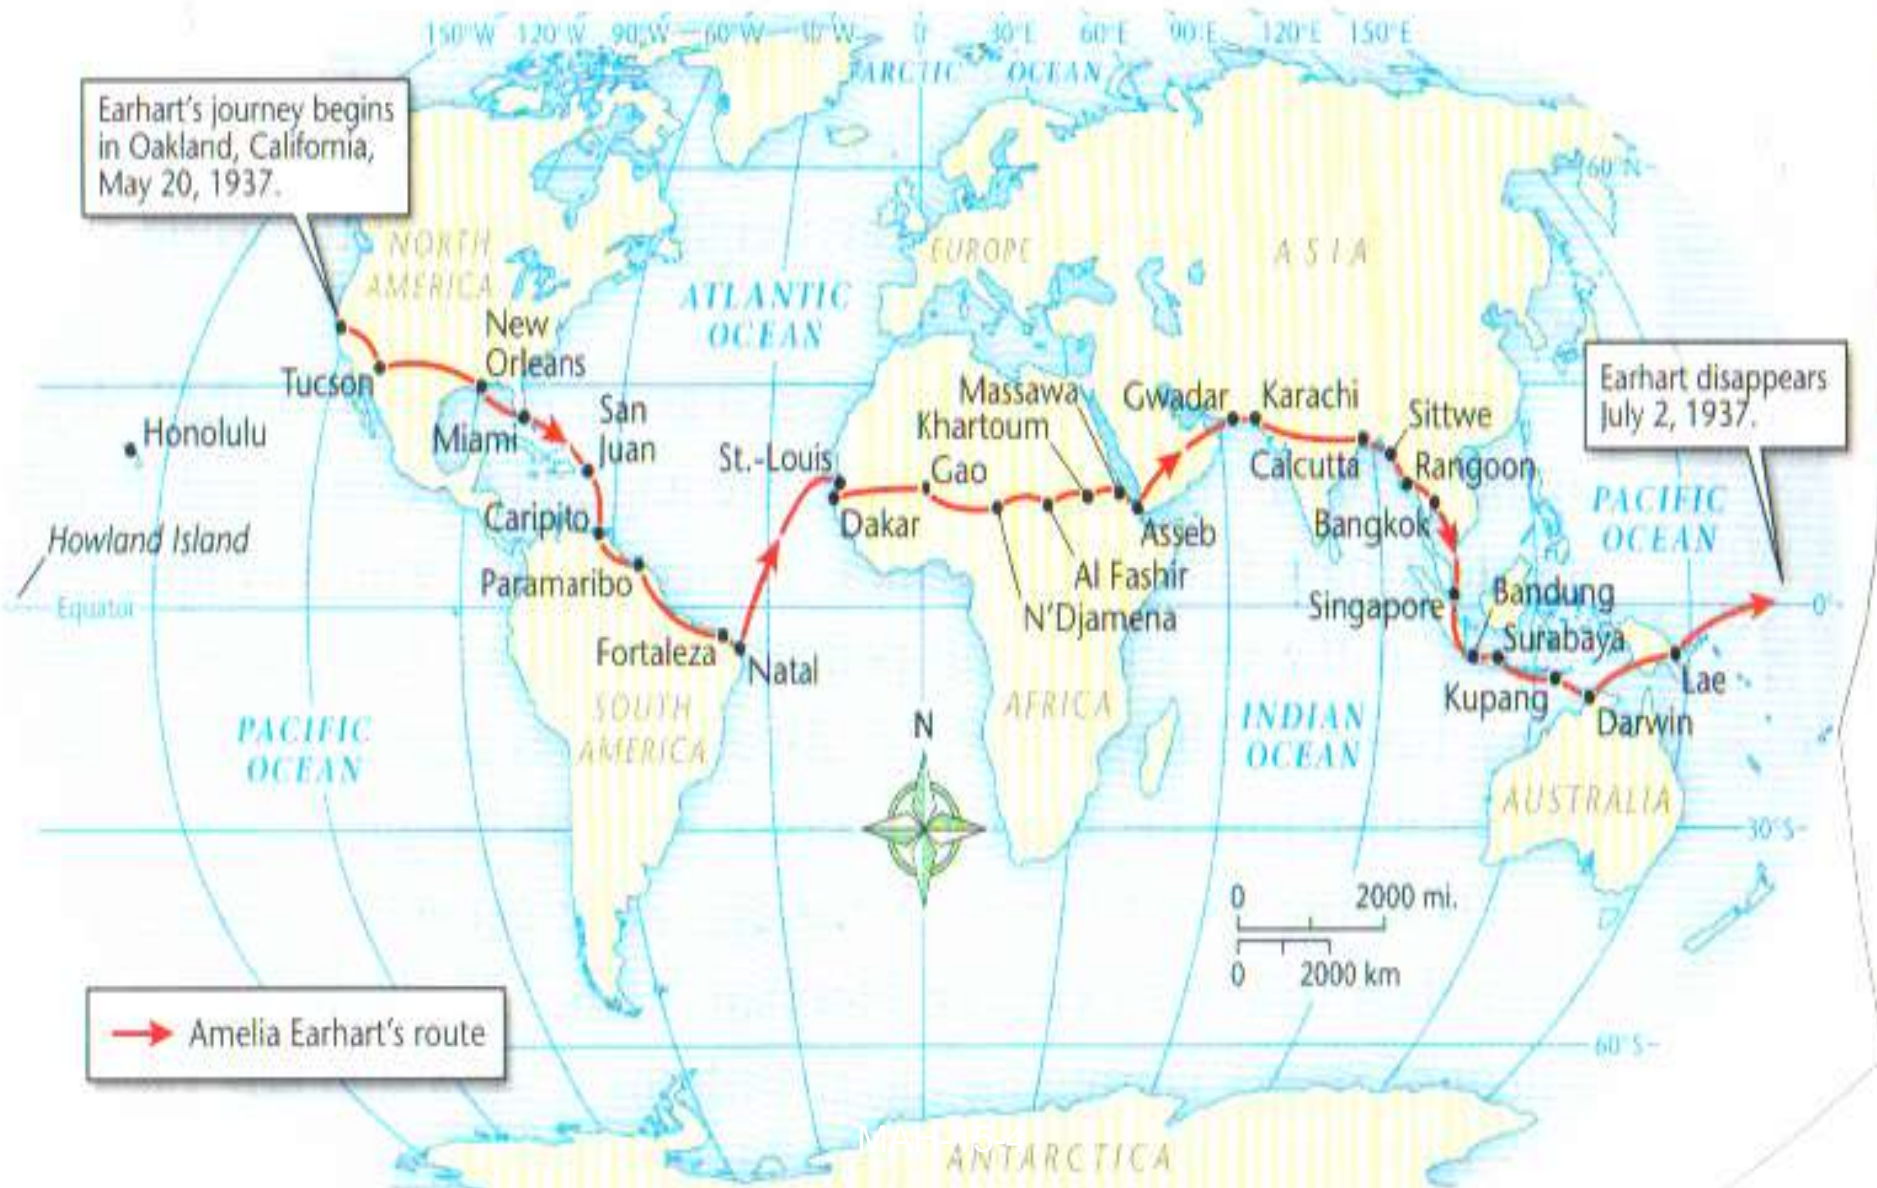 150°W 120°W 90°W 60°W 30°W 0° 30°E 60°E 90°E 120°E 150°E
ARCTIC OCEAN
Earhart's journey begins
in Oakland, California,
May 20, 1937.
60°N
NORTH
AMERICA
EUROPE
ASIA
ATLANTIC
OCEAN
New
Orleans
Tucson
Miami
San
Juan
Honolulu
Howland Island
Equator
St.-Louis
Dakar
Gao
Khartoum
Massawa
Gwadar
Karachi
Calcutta
Sittwe
Rangoon
Bangkok
Earhart disappears
July 2, 1937.
PACIFIC
OCEAN
Caripito
Paramaribo
Fortaleza
Natal
Asseb
Al Fashir
N'Djamena
Singapore
Bandung
Surabaya
Kupang
Darwin
Lae
0°
PACIFIC
OCEAN
SOUTH
AMERICA
AFRICA
INDIAN
OCEAN
AUSTRALIA
N
30°S
0 2000 mi.
0 2000 km
Amelia Earhart's route
60°S
ANTARCTICA